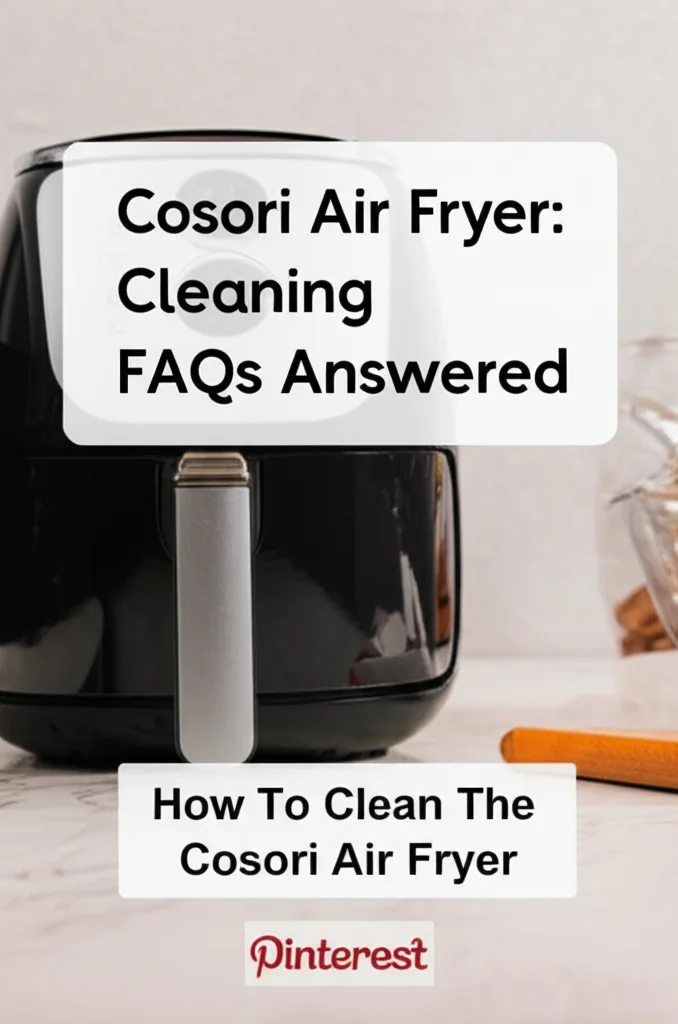 Cosori Air Fryer:
Cleaning
FAQs Answered
How To Clean The
Cosori Air Fryer
Pinterest